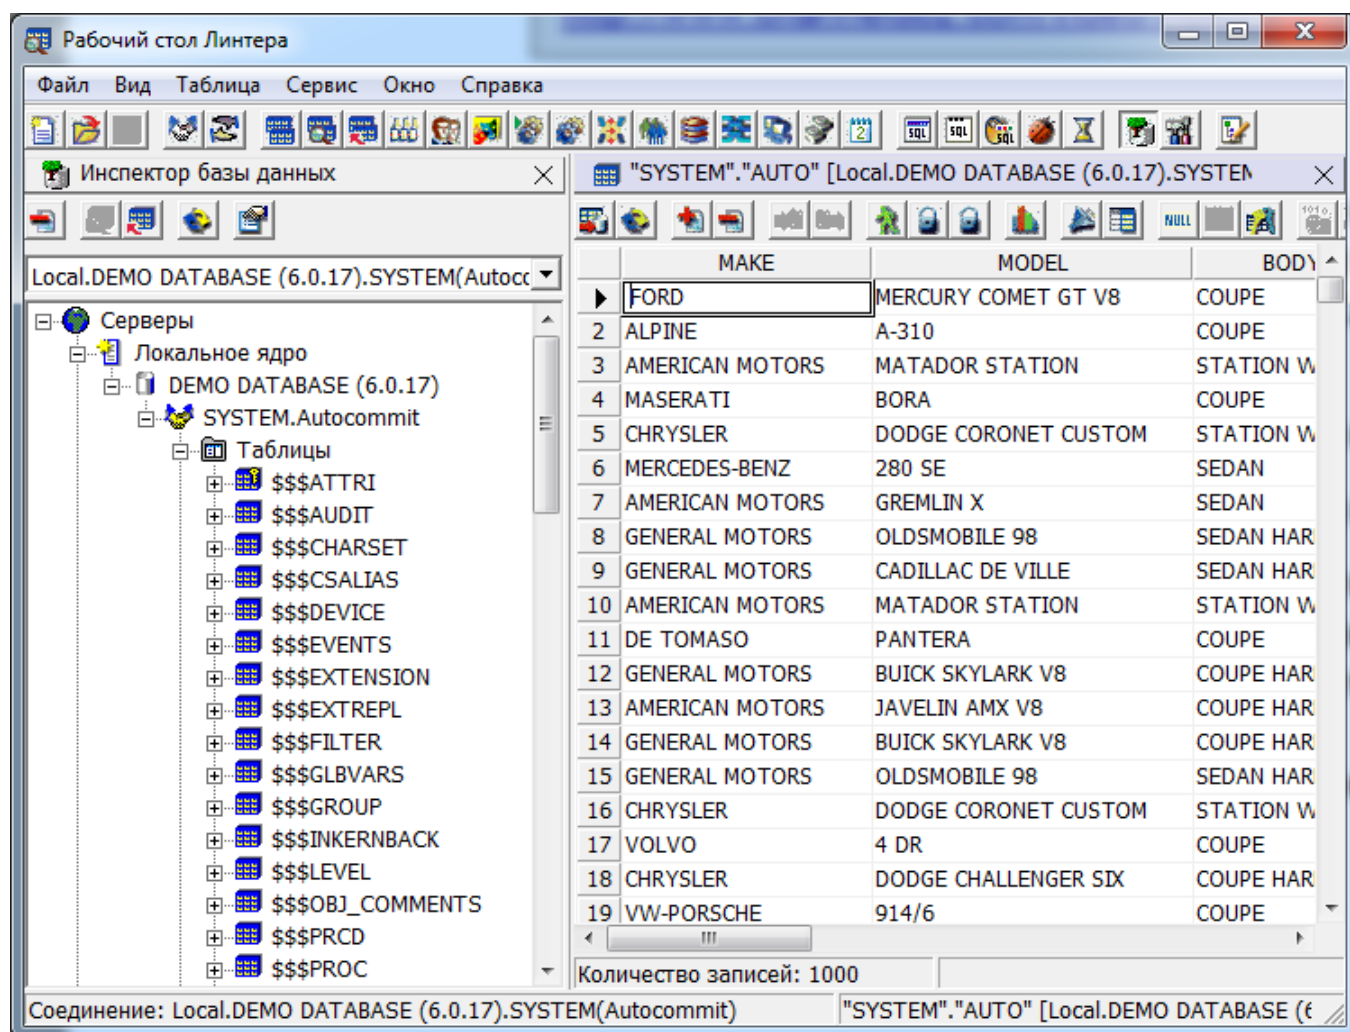 Рабочий стол Линтера
Файл Вид Таблица Сервис Окно Справка
Инспектор базы данных
Local.DEMO DATABASE (6.0.17).SYSTEM(Autocc
Серверы
Локальное ядро
DEMO DATABASE (6.0.17)
SYSTEM.Autocommit
Таблицы
$$$ATTRI
$$$AUDIT
$$$CHARSET
$$$CSALIAS
$$$DEVICE
$$$EVENTS
$$$EXTENSION
$$$EXTREPL
$$$FILTER
$$$GLBVARS
$$$GROUP
$$$INKERNBACK
$$$LEVEL
$$$OBJ_COMMENTS
$$$PRCD
$$$PROC
"SYSTEM"."AUTO" [Local.DEMO DATABASE (6.0.17).SYSTEM
NULL
MAKE MODEL BODY
FORD MERCURY COMET GT V8 COUPE
2 ALPINE A-310 COUPE
3 AMERICAN MOTORS MATADOR STATION STATION W
4 MASERATI BORA COUPE
5 CHRYSLER DODGE CORONET CUSTOM STATION W
6 MERCEDES-BENZ 280 SE SEDAN
7 AMERICAN MOTORS GREMLIN X SEDAN
8 GENERAL MOTORS OLDSMOBILE 98 SEDAN HAR
9 GENERAL MOTORS CADILLAC DE VILLE SEDAN HAR
10 AMERICAN MOTORS MATADOR STATION STATION W
11 DE TOMASO PANTERA COUPE
12 GENERAL MOTORS BUICK SKYLARK V8 COUPE HAR
13 AMERICAN MOTORS JAVELIN AMX V8 COUPE HAR
14 GENERAL MOTORS BUICK SKYLARK V8 COUPE HAR
15 GENERAL MOTORS OLDSMOBILE 98 SEDAN HAR
16 CHRYSLER DODGE CORONET CUSTOM STATION W
17 VOLVO 4 DR COUPE
18 CHRYSLER DODGE CHALLENGER SIX COUPE HAR
19 VW-PORSCHE 914/6 COUPE
Количество записей: 1000
Соединение: Local.DEMO DATABASE (6.0.17).SYSTEM(Autocommit) "SYSTEM"."AUTO" [Local.DEMO DATABASE (6